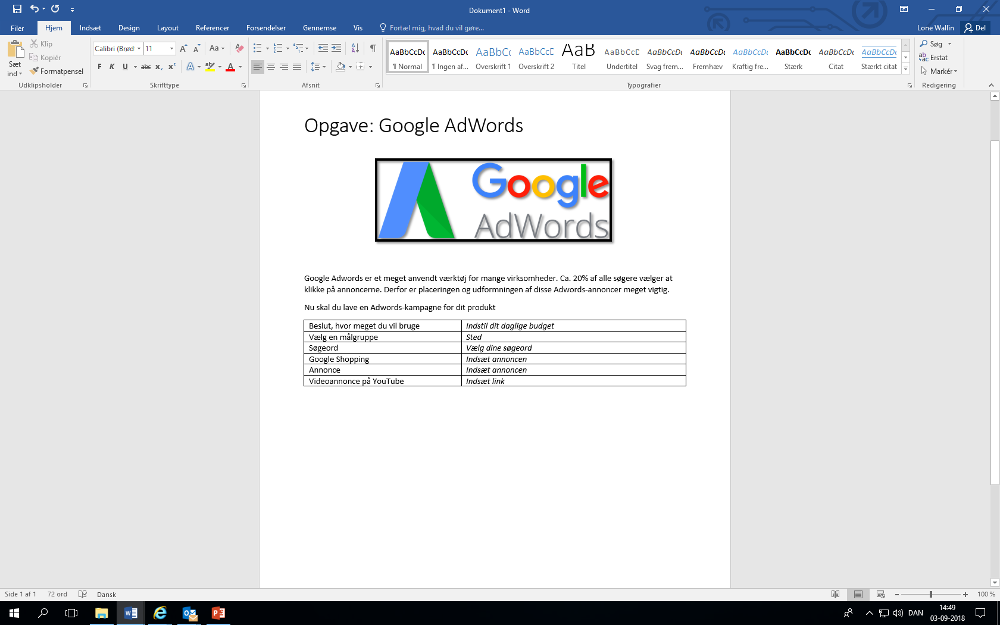 Dokument1 - Word
Filer Hjem Indsæt Design Layout Referencer Forsendelser Gennemse Vis Fortæl mig, hvad du vil gøre... Lone Wallin Del
Sæt ind
Klip
Kopiér
Formatpensel
Udklipsholder
Calibri (Brød 11 Aa
F K U abc x₂ x² A ab A
Skrifttype
Afsnit
AaBbCcDc AaBbCcDc AaBbCc AaBbCcD AaB AaBbCcD AaBbCcDc AaBbCcDc AaBbCcDc AaBbCcDc AaBbCcDc AaBbCcDc
¶ Normal ¶ Ingen af... Overskrift 1 Overskrift 2 Titel Undertitel Svag frem... Fremhæv Kraftig fre... Stærk Citat Stærkt citat
Typografier
Søg
Erstat
Markér
Redigering
Opgave: Google AdWords
Google
AdWords
Google Adwords er et meget anvendt værktøj for mange virksomheder. Ca. 20% af alle søgere vælger at
klikke på annoncerne. Derfor er placeringen og udformningen af disse Adwords-annoncer meget vigtig.
Nu skal du lave en Adwords-kampagne for dit produkt
Beslut, hvor meget du vil bruge Indstil dit daglige budget
Vælg en målgruppe Sted
Søgeord Vælg dine søgeord
Google Shopping Indsæt annoncen
Annonce Indsæt annoncen
Videoannonce på YouTube Indsæt link
Side 1 af 1 72 ord Dansk 100 %
DAN 14:49
03-09-2018